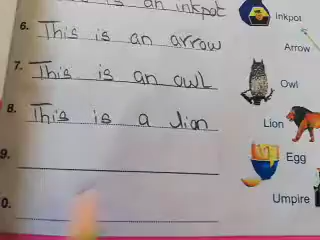 is an inkpot
Inkpot
6. This is an arrow
Arrow
7. This is an owl
Owl
8. This is a lion
Lion
9.
Egg
0.
Umpire